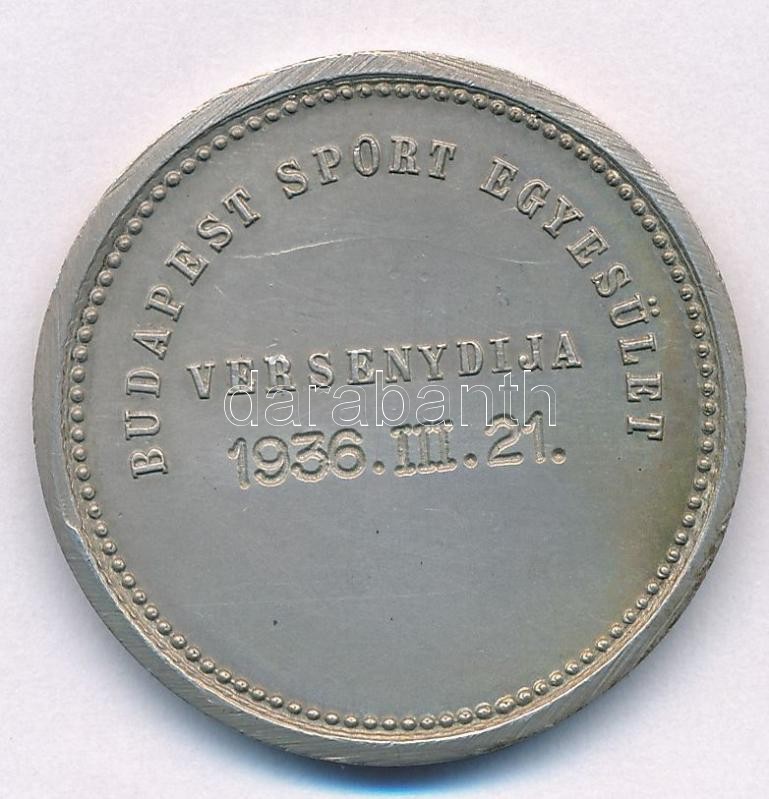 BUDAPEST SPORT EGYESÜLET
VERSENYDIJA
darabanth
1936.III.21.